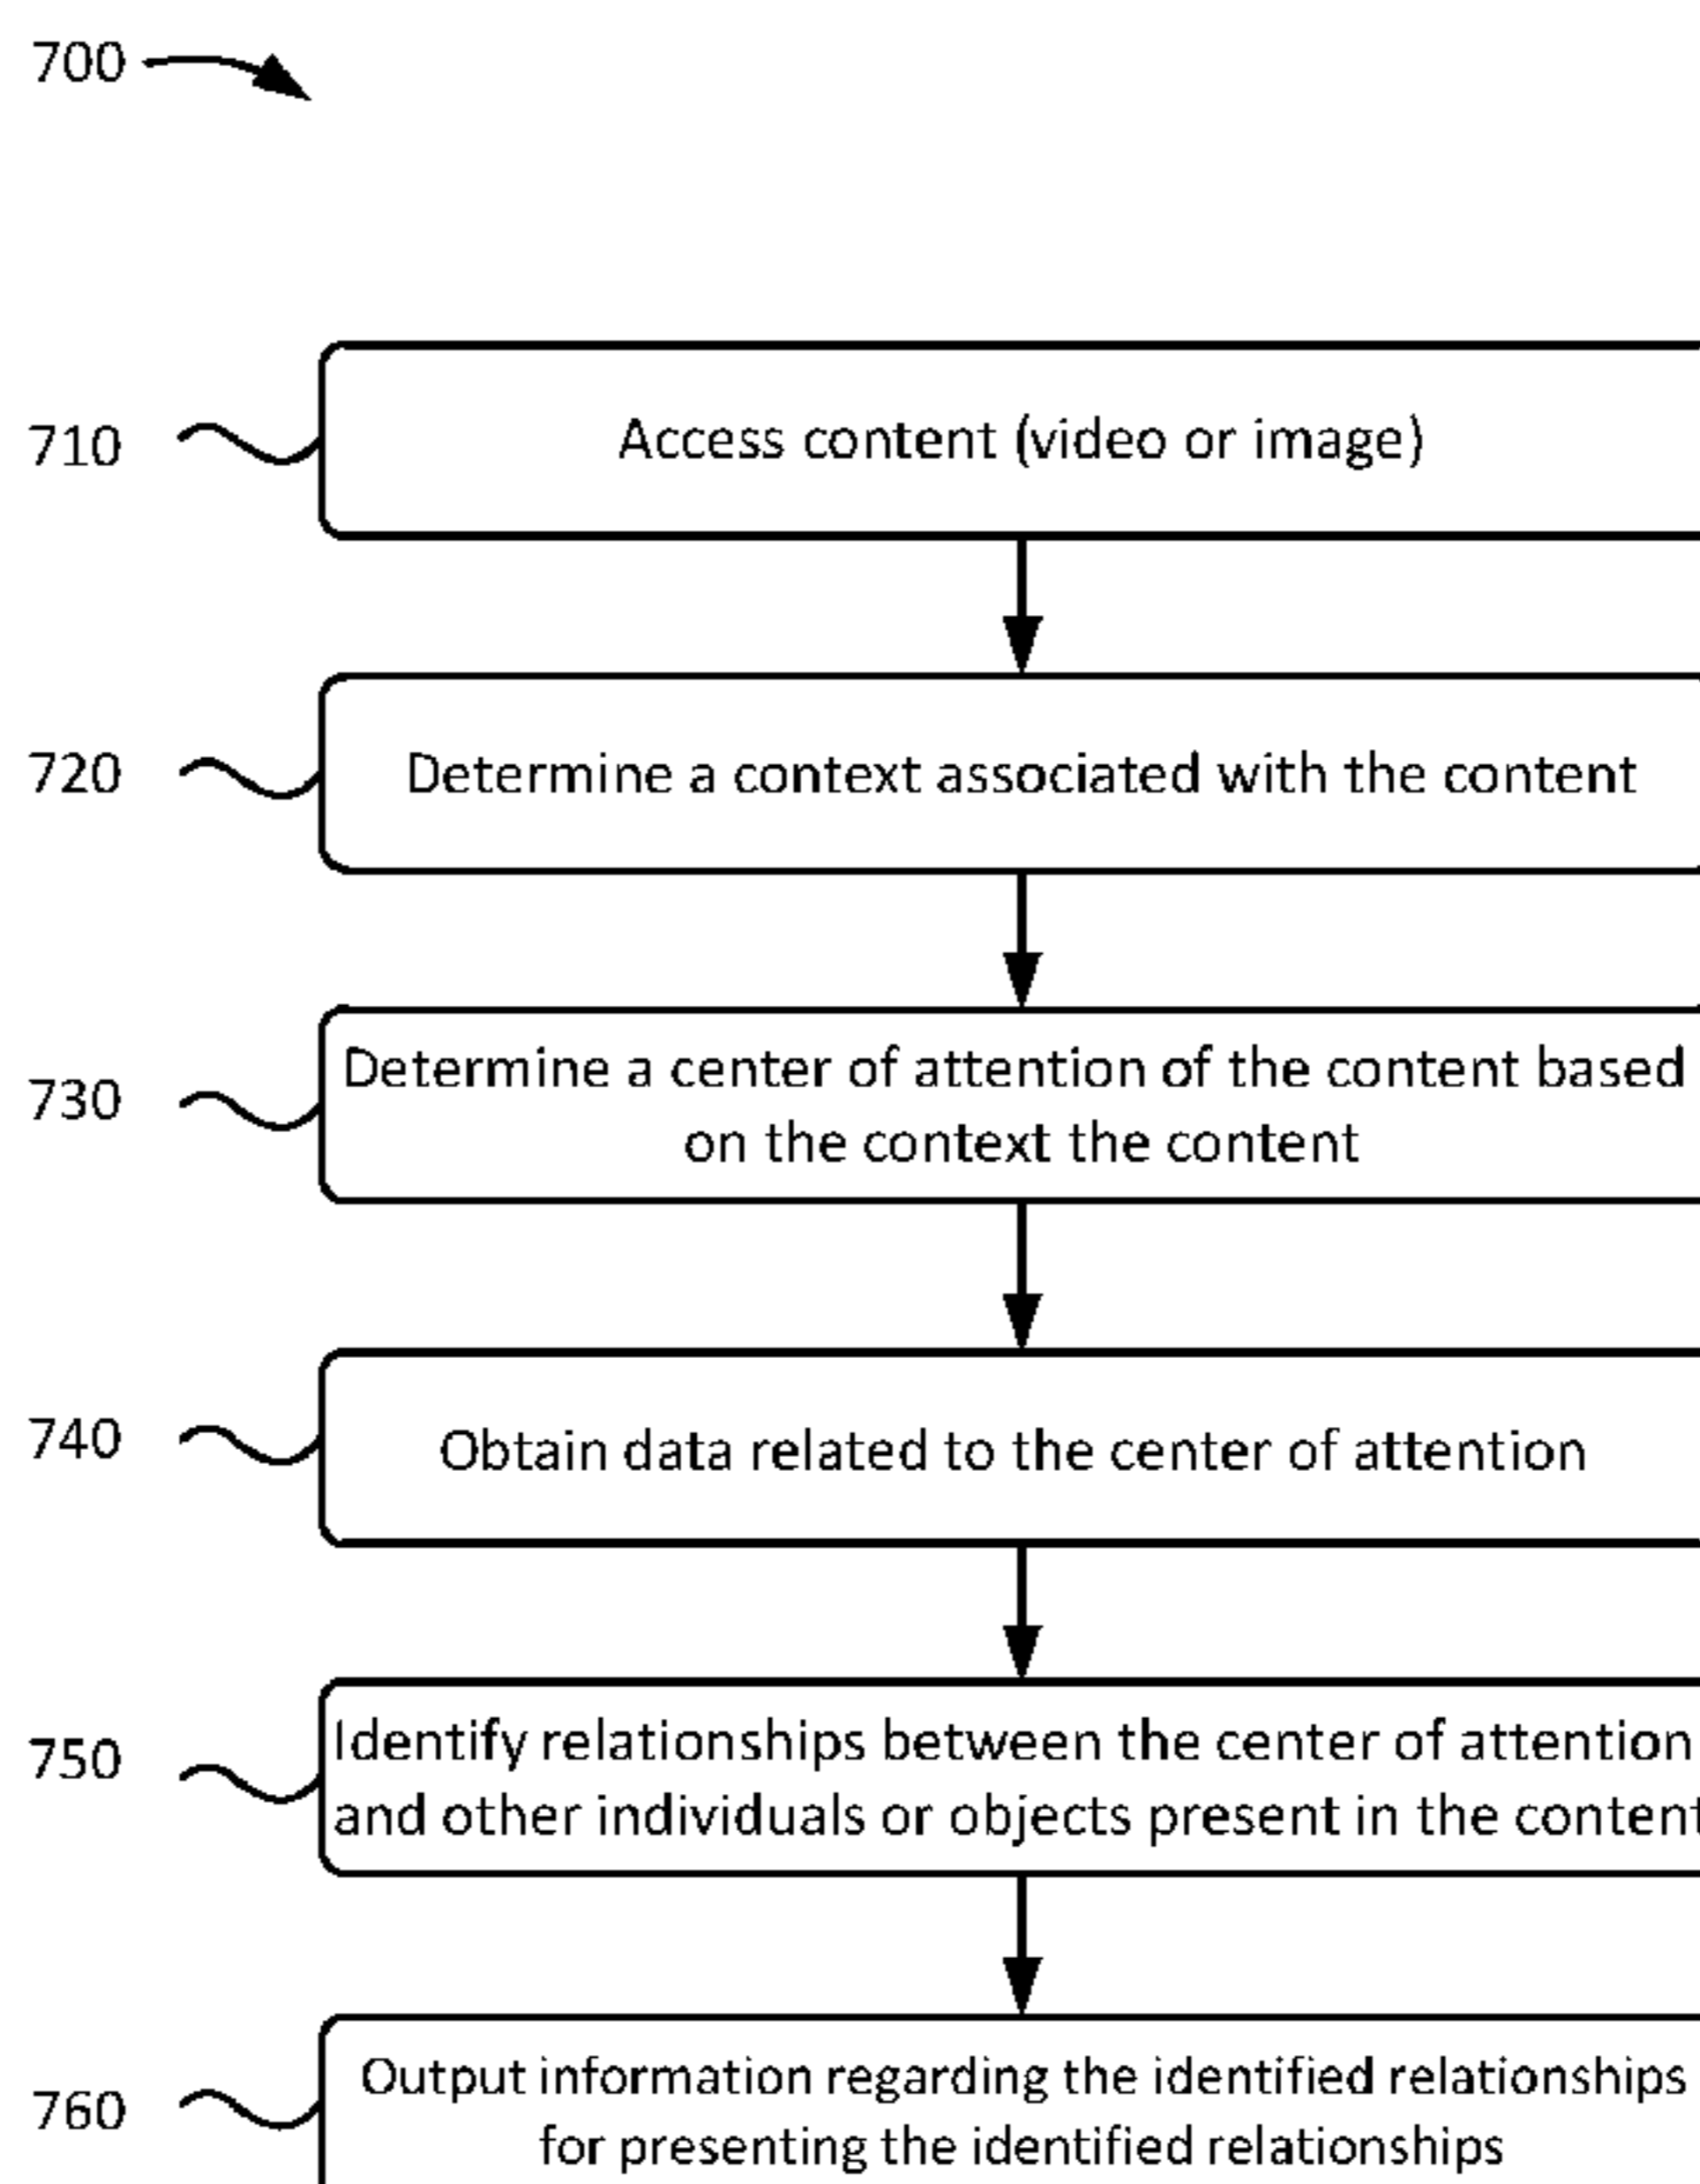 700
710
Access content (video or image)
720
Determine a context associated with the content
730
Determine a center of attention of the content based
on the context the content
740
Obtain data related to the center of attention
750
Identify relationships between the center of attention
and other individuals or objects present in the content
760
Output information regarding the identified relationships
for presenting the identified relationships